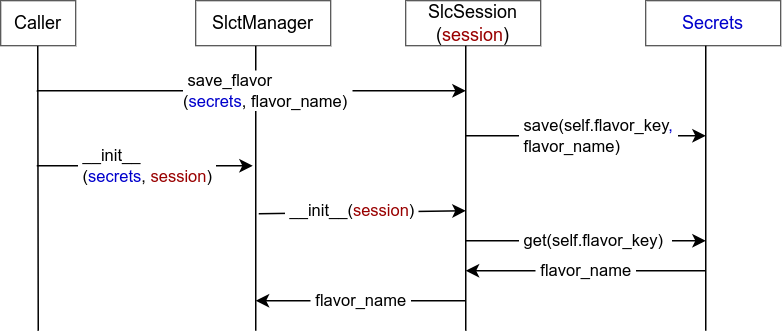 Caller
SlctManager
SlcSession
(session)
Secrets
save_flavor
(secrets, flavor_name)
save(self.flavor_key,
flavor_name)
__init__
(secrets, session)
__init__(session)
get(self.flavor_key)
flavor_name
flavor_name